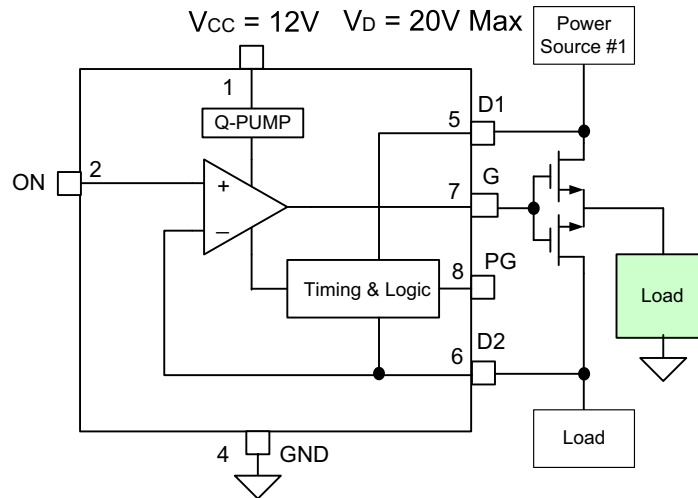 VCC = 12V VD = 20V Max
Power
Source #1
1
Q-PUMP
5
D1
ON
2
+
7
G
–
8
PG
Timing & Logic
Load
6
D2
4
GND
Load